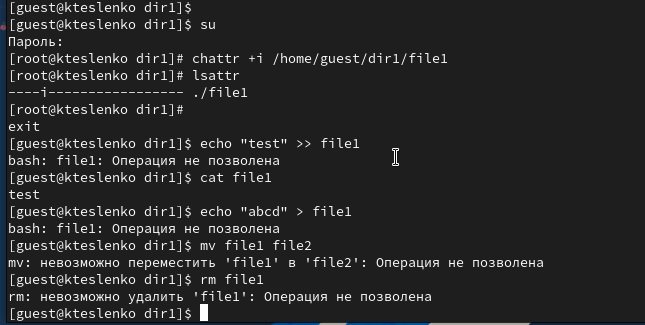 [guest@kteslenko dir1]$
[guest@kteslenko dir1]$ su
Пароль:
[root@kteslenko dir1]# chattr +i /home/guest/dir1/file1
[root@kteslenko dir1]# lsattr
----i----------------- ./file1
[root@kteslenko dir1]#
exit
[guest@kteslenko dir1]$ echo "test" >> file1
bash: file1: Операция не позволена
[guest@kteslenko dir1]$ cat file1
test
[guest@kteslenko dir1]$ echo "abcd" > file1
bash: file1: Операция не позволена
[guest@kteslenko dir1]$ mv file1 file2
mv: невозможно переместить 'file1' в 'file2': Операция не позволена
[guest@kteslenko dir1]$ rm file1
rm: невозможно удалить 'file1': Операция не позволена
[guest@kteslenko dir1]$